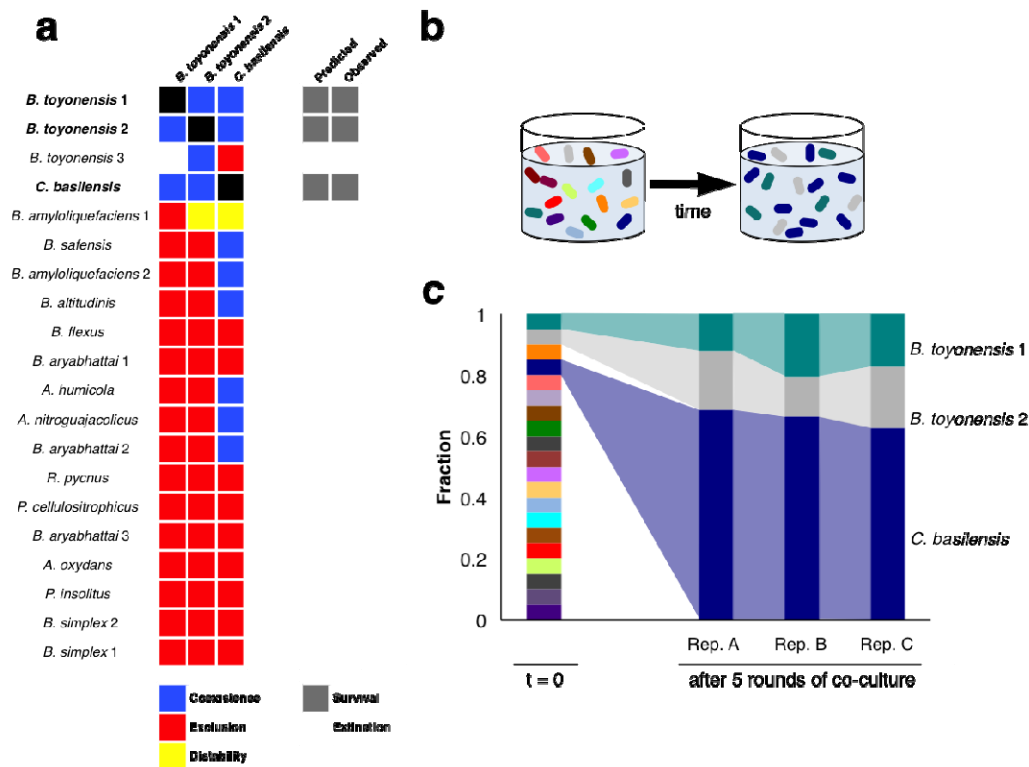 a
B. toyonensis 1
B. toyonensis 2
C. basilensis
Predicted
Observed
B. toyonensis 1
B. toyonensis 2
B. toyonensis 3
C. basilensis
B. amyloliquefaciens 1
B. safensis
B. amyloliquefaciens 2
B. altitudinis
B. flexus
B. aryabhattai 1
A. humicola
A. nitroguajacolicus
B. aryabhattai 2
R. pycnus
P. cellulositrophicus
B. aryabhattai 3
A. oxydans
P. insolitus
B. simplex 2
B. simplex 1
Coexistence
Exclusion
Bistability
Survival
Extinction
b
time
c
1
0.8
0.6
0.4
0.2
0
Fraction
B. toyonensis 1
B. toyonensis 2
C. basilensis
Rep. A
Rep. B
Rep. C
t = 0
after 5 rounds of co-culture